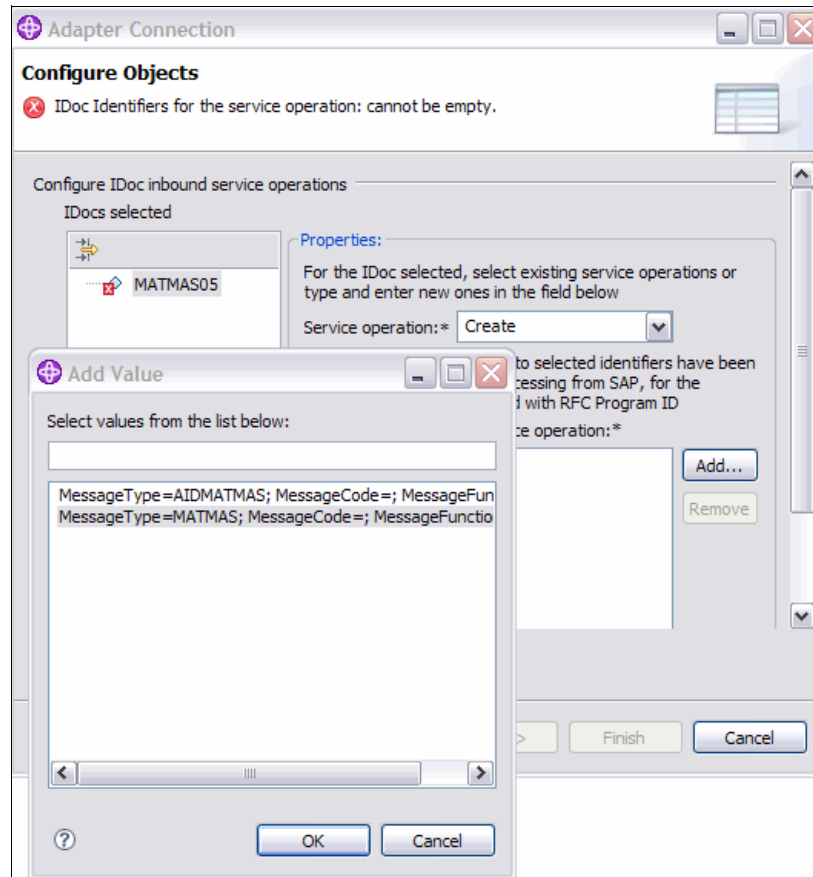 Adapter Connection
Configure Objects
IDoc Identifiers for the service operation: cannot be empty.
Configure IDoc inbound service operations
IDocs selected
MATMAS05
Properties:
For the IDoc selected, select existing service operations or
type and enter new ones in the field below
Service operation:* Create
to selected identifiers have been
cessing from SAP, for the
with RFC Program ID
ce operation:*
Add...
Remove
>
Finish
Cancel
Add Value
Select values from the list below:
MessageType=AIDMATMAS; MessageCode=; MessageFun
MessageType=MATMAS; MessageCode=; MessageFunctio
?
OK
Cancel